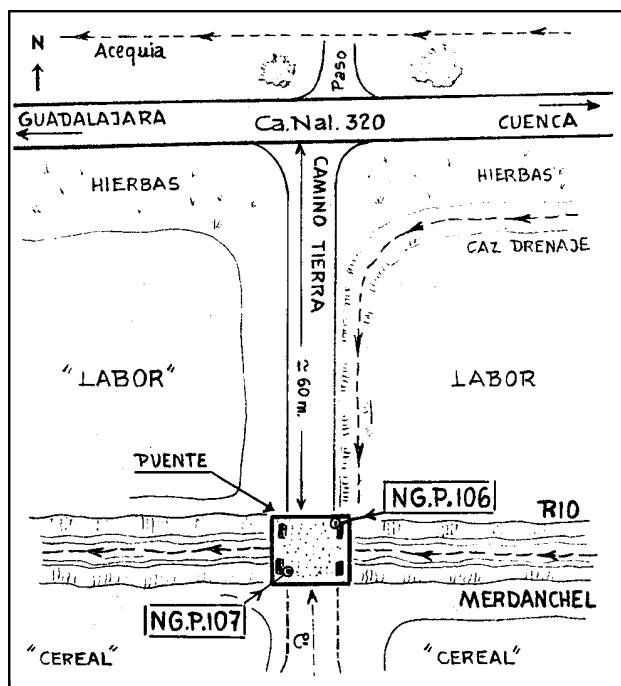 N
Acequia
Paso
GUADALAJARA
Ca.Nal. 320
CUENCA
HIERBAS
CAMINO TIERRA
HIERBAS
CAZ DRENAJE
"LABOR"
≈ 60 m.
LABOR
PUENTE
NG.P.106
RIO
NG.P.107
MERDANCHEL
"CEREAL"
Cº
"CEREAL"